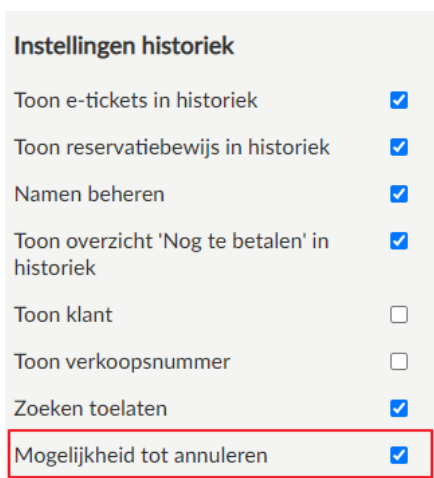 Instellingen historiek
Toon e-tickets in historiek
Toon reservatiebewijs in historiek
Namen beheren
Toon overzicht 'Nog te betalen' in
historiek
Toon klant
Toon verkoopsnummer
Zoeken toelaten
Mogelijkheid tot annuleren